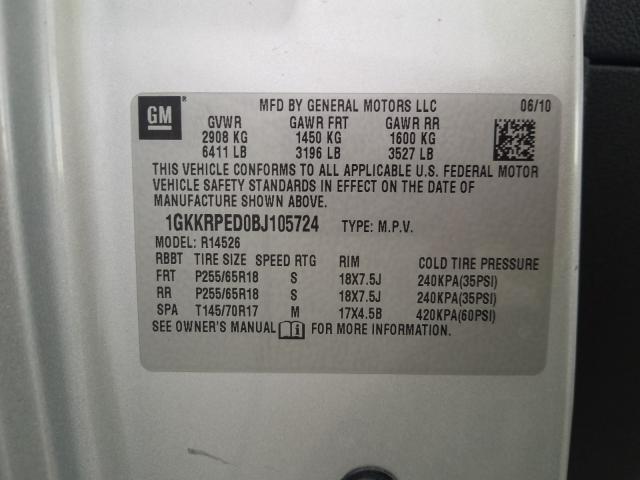 GM ® MFD BY GENERAL MOTORS LLC 06/10
GVWR GAWR FRT GAWR RR
2908 KG 1450 KG 1600 KG
6411 LB 3196 LB 3527 LB
THIS VEHICLE CONFORMS TO ALL APPLICABLE U.S. FEDERAL MOTOR
VEHICLE SAFETY STANDARDS IN EFFECT ON THE DATE OF
MANUFACTURE SHOWN ABOVE.
1GKKRPED0BJ105724 TYPE: M.P.V.
MODEL: R14526
RBBT TIRE SIZE SPEED RTG RIM COLD TIRE PRESSURE
FRT P255/65R18 S 18X7.5J 240KPA(35PSI)
RR P255/65R18 S 18X7.5J 240KPA(35PSI)
SPA T145/70R17 M 17X4.5B 420KPA(60PSI)
SEE OWNER'S MANUAL FOR MORE INFORMATION.